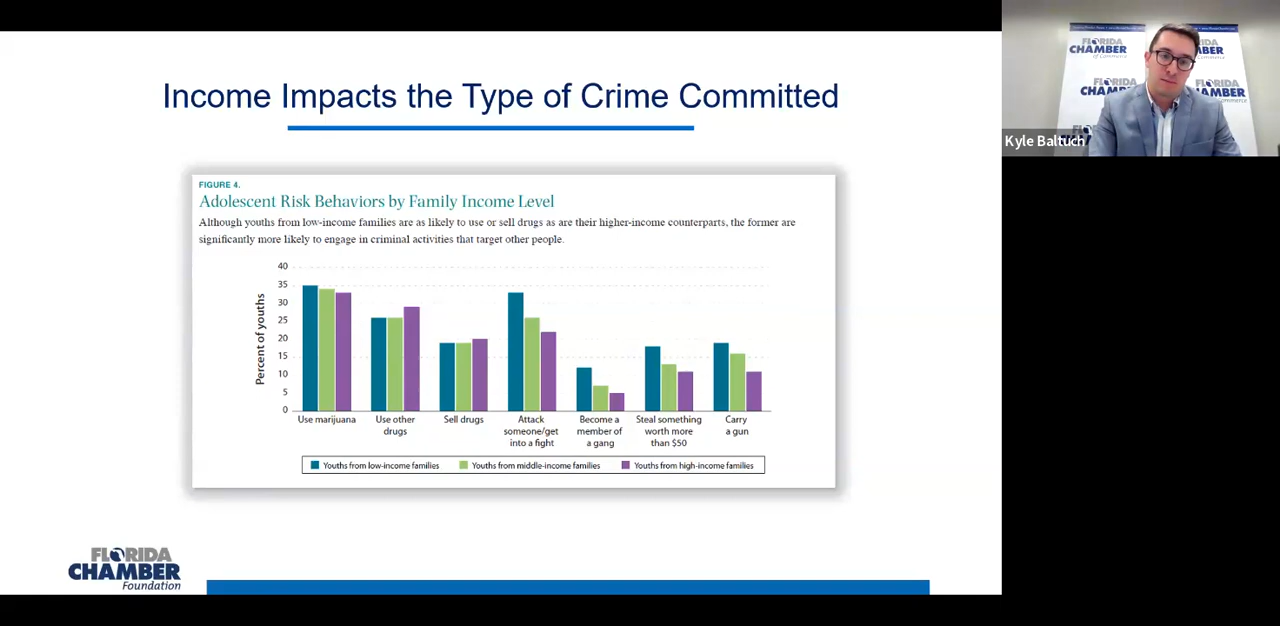 Income Impacts the Type of Crime Committed
FIGURE 4.
Adolescent Risk Behaviors by Family Income Level
Although youths from low-income families are as likely to use or sell drugs as are their higher-income counterparts, the former are
significantly more likely to engage in criminal activities that target other people.
Percent of youths
40
35
30
25
20
15
10
5
0
Use marijuana
Use other
drugs
Sell drugs
Attack
someone/get
into a fight
Become a
member of
a gang
Steal something
worth more
than $50
Carry
a gun
Youths from low-income families
Youths from middle-income families
Youths from high-income families
FLORIDA
CHAMBER
Foundation
FLORIDA
CHAMBER
of Commerce
Kyle Baltuch